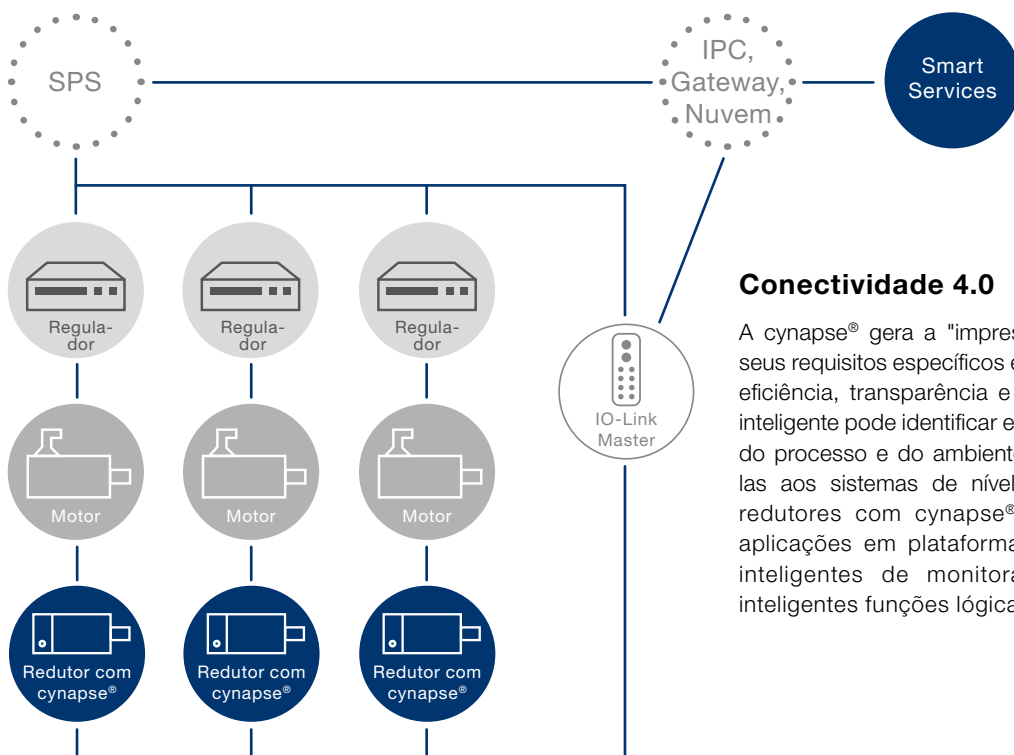 SPS
IPC,
Gateway,
Nuvem
Smart
Services
Regula-
dor
Regula-
dor
Regula-
dor
IO-Link
Master
Motor
Motor
Motor
Redutor com
cynapse®
Redutor com
cynapse®
Redutor com
cynapse®
Conectividade 4.0
A cynapse® gera a "impres
seus requisitos específicos e
eficiência, transparência e
inteligente pode identificar e
do processo e do ambiente
las aos sistemas de nível
redutores com cynapse®
aplicações em plataforma
inteligentes de monitora
inteligentes funções lógica